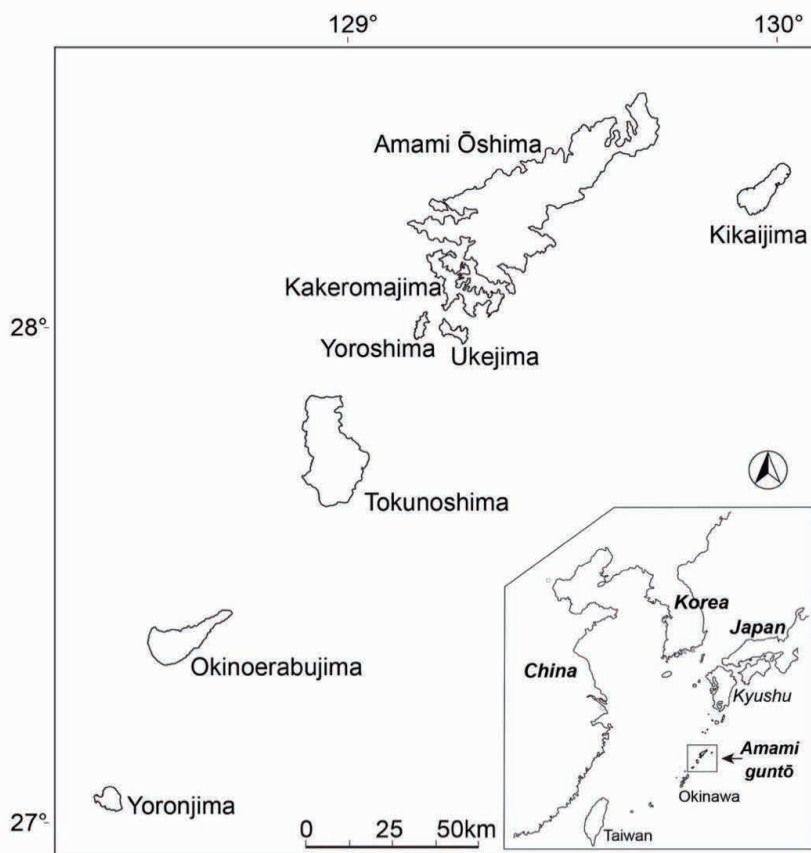 129°
130°
Amami Ōshima
Kikaijima
Kakeromajima
28°
Yoroshima
Ukejima
Tokunoshima
Korea
Japan
China
Okinoerabujima
Kyushu
Amami
guntō
Okinawa
Yoronjima
27°
0 25 50km
Taiwan